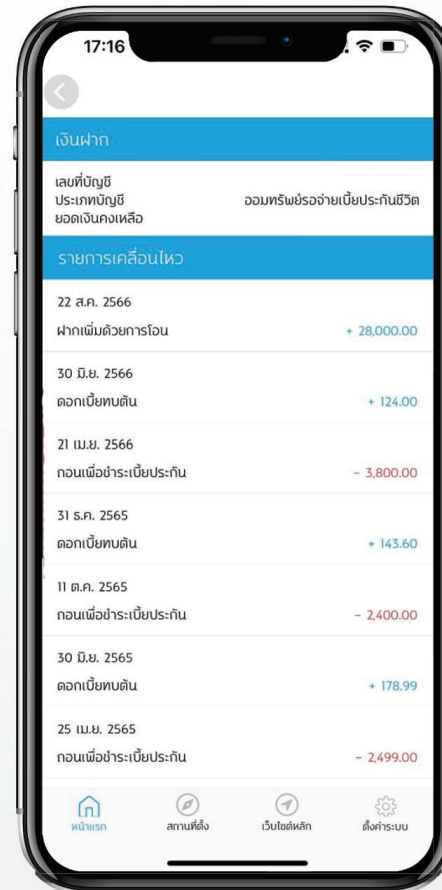 17:16
เงินฝาก
เลขที่บัญชี
ประเภทบัญชี ออมทรัพย์รอจ่ายเบี้ยประกันชีวิต
ยอดเงินคงเหลือ
รายการเคลื่อนไหว
22 ส.ค. 2566
ฝากเพิ่มด้วยการโอน + 28,000.00
30 มิ.ย. 2566
ดอกเบี้ยทบต้น + 124.00
21 เม.ย. 2566
ถอนเพื่อชำระเบี้ยประกัน - 3,800.00
31 ธ.ค. 2565
ดอกเบี้ยทบต้น + 143.60
11 ต.ค. 2565
ถอนเพื่อชำระเบี้ยประกัน - 2,400.00
30 มิ.ย. 2565
ดอกเบี้ยทบต้น + 178.99
25 เม.ย. 2565
ถอนเพื่อชำระเบี้ยประกัน - 2,499.00
หน้าแรก สถานที่ตั้ง เว็บไซต์หลัก ตั้งค่าระบบ